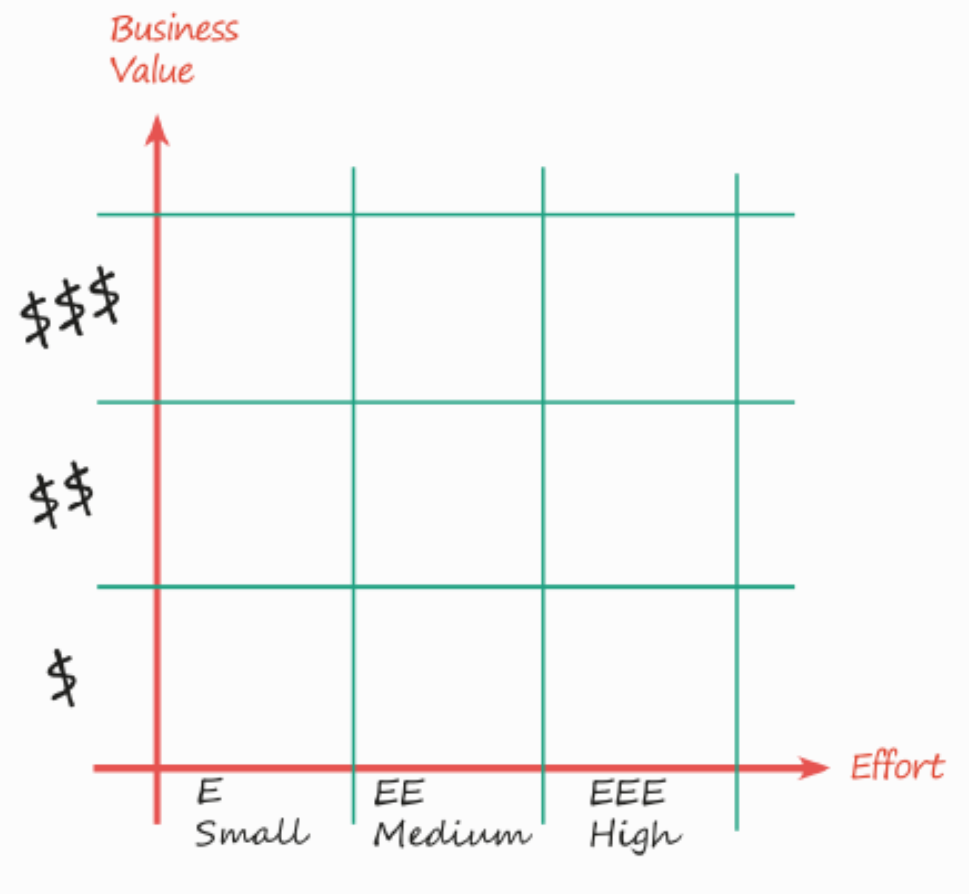 Business
Value
$$$
$$
$
Effort
E
Small
EE
Medium
EEE
High